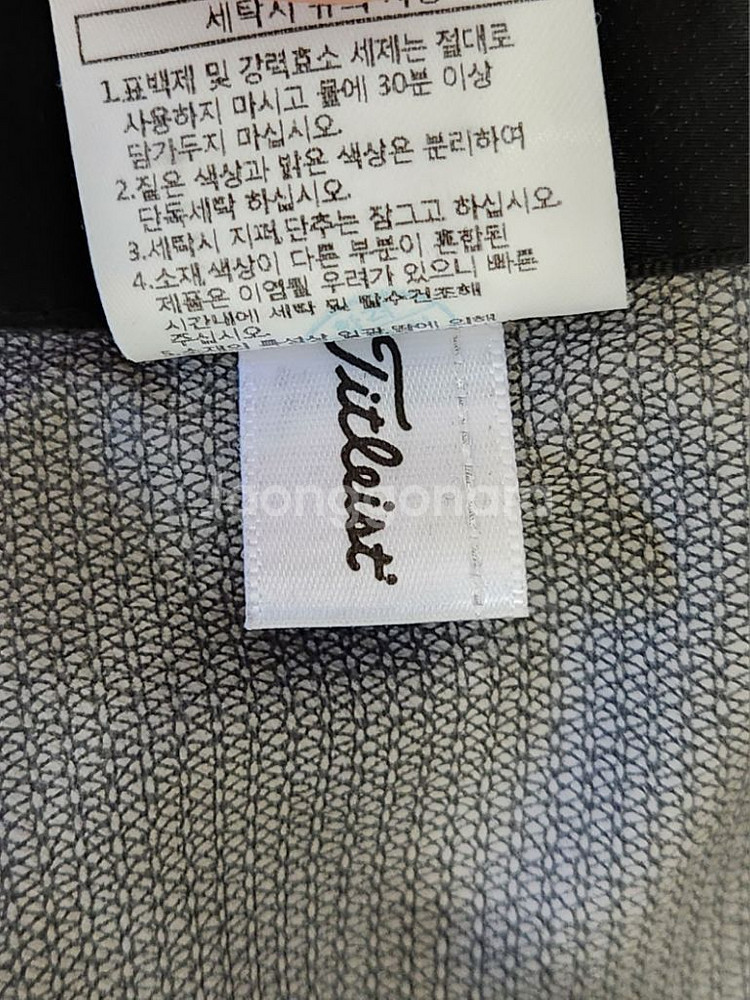 세탁시
1.표백제 및 강력효소 세제는 절대로
사용하지 마시고 물에 30분 이상
담가두지 마십시오.
2.짙은 색상과 밝은 색상은 분리하여
단독세탁 하십시오.
3.세탁시 지퍼,단추는 잠그고 하십시오.
4.소재,색상이 다른 부분이 혼합된
제품은 이염될 우려가 있으니 빠른
시간내에 세탁 및 탈수건조해
주십시오.
5.소재의 특성상
Titleist